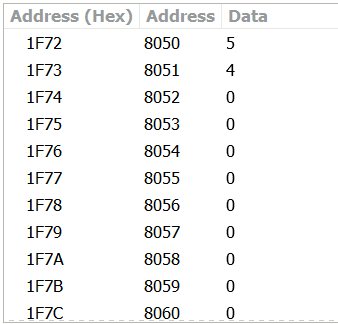 Address (Hex) Address Data
1F72 8050 5
1F73 8051 4
1F74 8052 0
1F75 8053 0
1F76 8054 0
1F77 8055 0
1F78 8056 0
1F79 8057 0
1F7A 8058 0
1F7B 8059 0
1F7C 8060 0